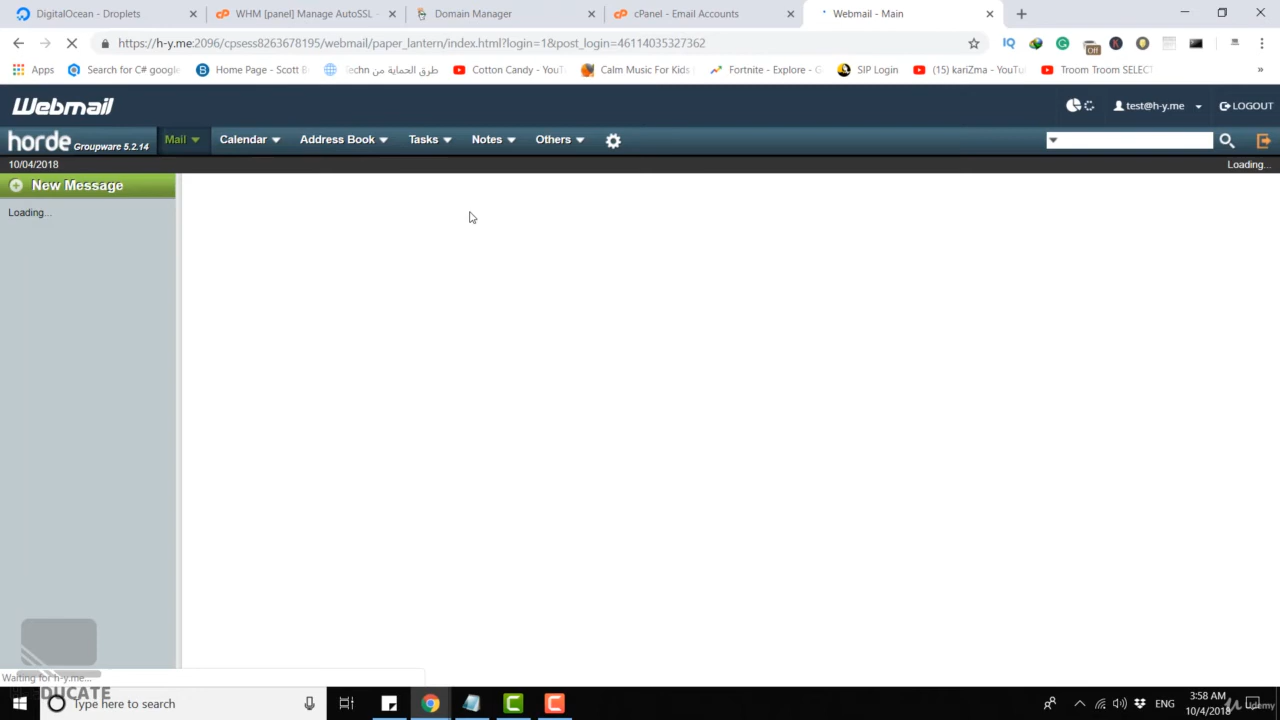 DigitalOcean - Droplets
WHM [panel] Manage AutoSSL -
Domain Manager
cPanel - Email Accounts
Webmail - Main
https://h-y.me:2096/cpsess8263678195/webmail/paper_lantern/index.html?login=1&post_login=46114035327362
Off
Apps
Search for C# google
Home Page - Scott B
طرق الحماية من Techn
Cotton Candy - YouT
Calm Music For Kids
Fortnite - Explore - G
SIP Login
(15) kariZma - YouTu
Troom Troom SELECT
Webmail
test@h-y.me
LOGOUT
horde Groupware 5.2.14
Mail
Calendar
Address Book
Tasks
Notes
Others
10/04/2018
Loading...
New Message
Loading...
Waiting for h-y.me...
DUCATE
Type here to search
ENG
3:58 AM
10/4/2018
Udemy